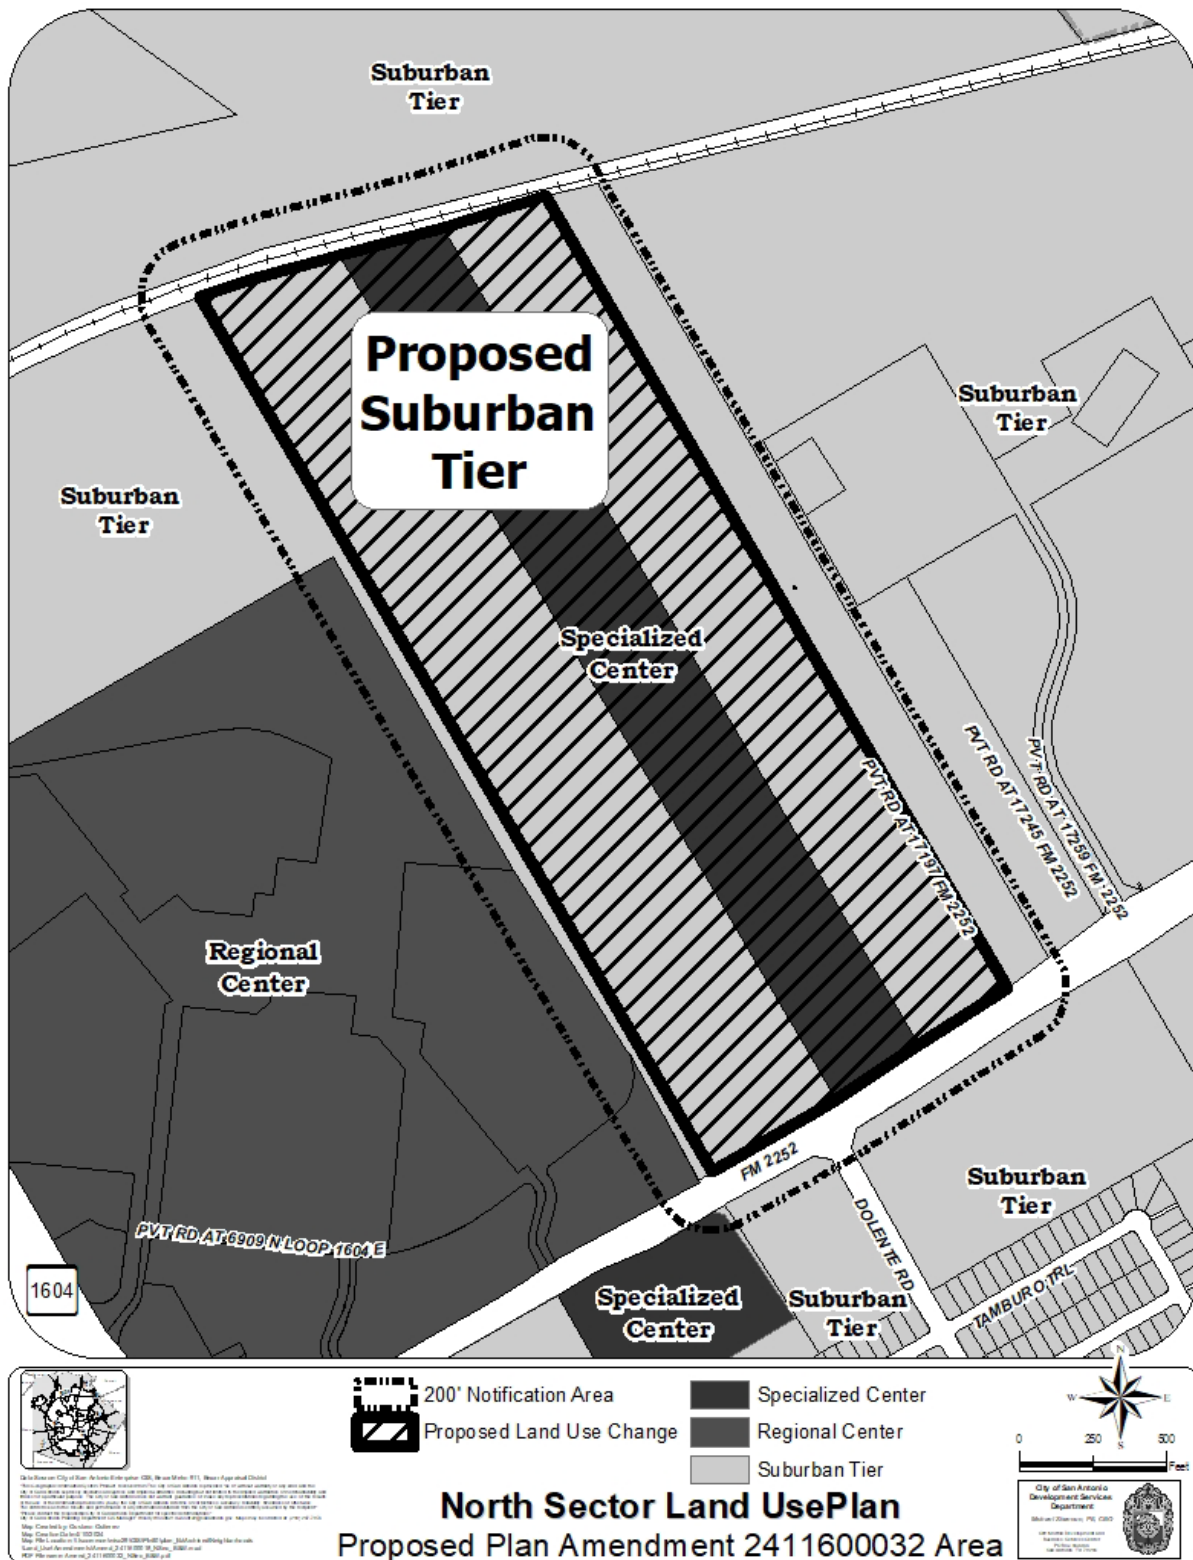 Suburban
Tier
Proposed
Suburban
Tier
Suburban
Tier
Suburban
Tier
Specialized
Center
PVT RD AT 17197 FM 2252
PVT RD AT 17245 FM 2252
PVT RD AT 17259 FM 2252
Regional
Center
FM 2252
DOLENTE RD
Suburban
Tier
PVT RD AT 6909 N LOOP 1604 E
TAMBURO TRL
1604
Specialized
Center
Suburban
Tier
200' Notification Area
Proposed Land Use Change
Specialized Center
Regional Center
Suburban Tier
N
W
E
S
0 250 500
Feet
North Sector Land UsePlan
Proposed Plan Amendment 2411600032 Area
City of San Antonio
Development Services
Department